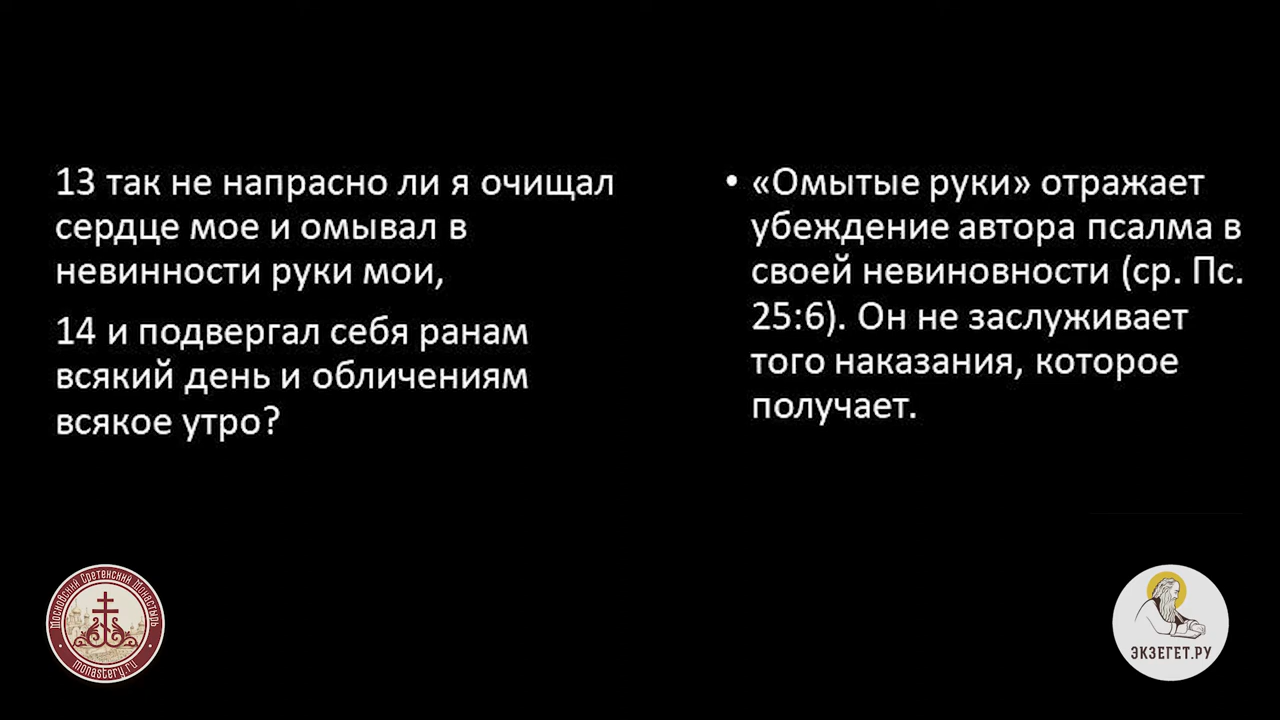 13 так не напрасно ли я очищал
сердце мое и омывал в
невинности руки мои,
14 и подвергал себя ранам
всякий день и обличениям
всякое утро?
• «Омытые руки» отражает
убеждение автора псалма в
своей невиновности (ср. Пс.
25:6). Он не заслуживает
того наказания, которое
получает.
Московский Сретенский Монастырь
monastery.ru
ЭКЗЕГЕТ.РУ